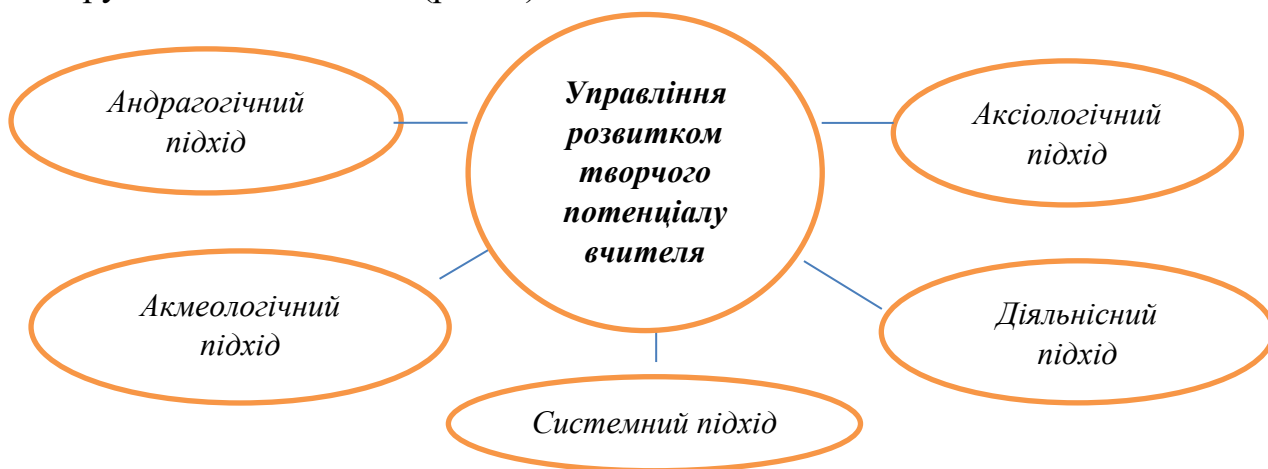 Управління
розвитком
творчого
потенціалу
вчителя
Андрагогічний
підхід
Аксіологічний
підхід
Акмеологічний
підхід
Діяльнісний
підхід
Системний підхід